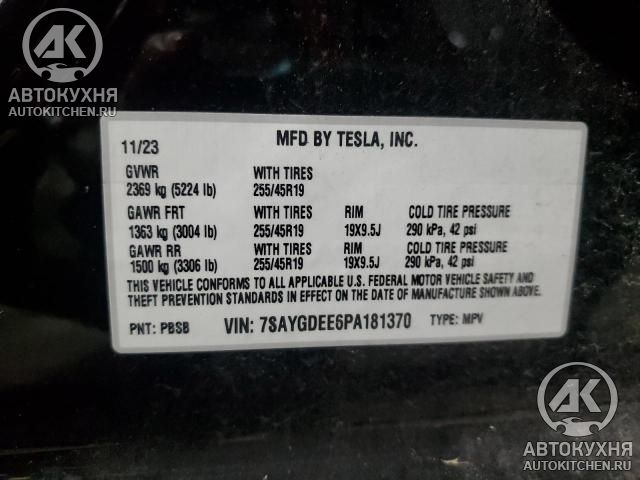 АК
АВТОКУХНЯ
AUTOKITCHEN.RU
11/23
MFD BY TESLA, INC.
GVWR WITH TIRES
2369 kg (5224 lb) 255/45R19
GAWR FRT WITH TIRES RIM COLD TIRE PRESSURE
1363 kg (3004 lb) 255/45R19 19X9.5J 290 kPa, 42 psi
GAWR RR WITH TIRES RIM COLD TIRE PRESSURE
1500 kg (3306 lb) 255/45R19 19X9.5J 290 kPa, 42 psi
THIS VEHICLE CONFORMS TO ALL APPLICABLE U.S. FEDERAL MOTOR VEHICLE SAFETY AND
THEFT PREVENTION STANDARDS IN EFFECT ON THE DATE OF MANUFACTURE SHOWN ABOVE.
PNT: PBSB VIN: 7SAYGDEE6PA181370 TYPE: MPV
АК
АВТОКУХНЯ
AUTOKITCHEN.RU